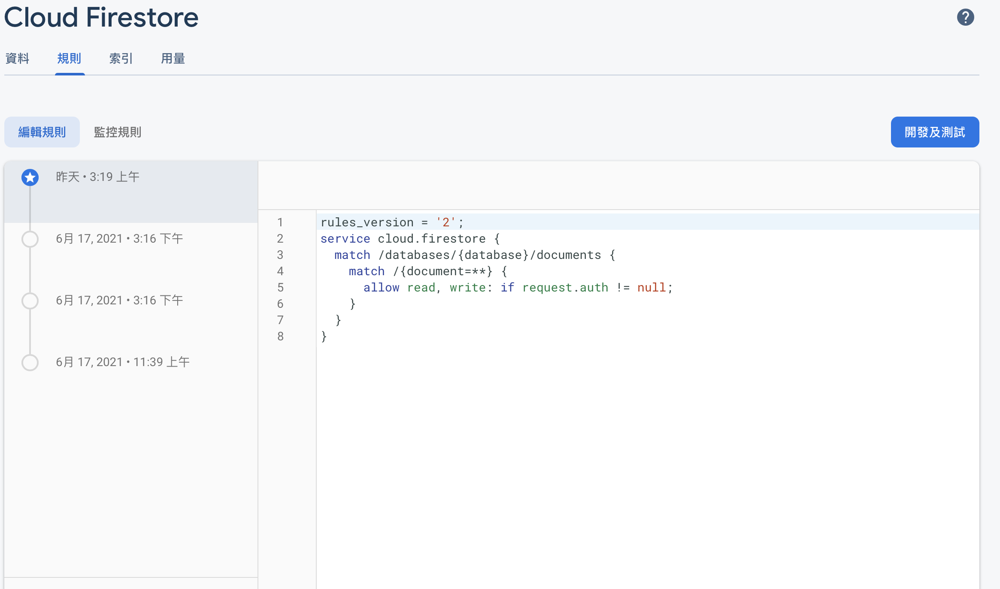 Cloud Firestore
資料 規則 索引 用量
編輯規則 監控規則 開發及測試
昨天 • 3:19 上午
6月 17, 2021 • 3:16 下午
6月 17, 2021 • 3:16 下午
6月 17, 2021 • 11:39 上午
1 rules_version = '2';
2 service cloud.firestore {
3   match /databases/{database}/documents {
4     match /{document=**} {
5       allow read, write: if request.auth != null;
6     }
7   }
8 }